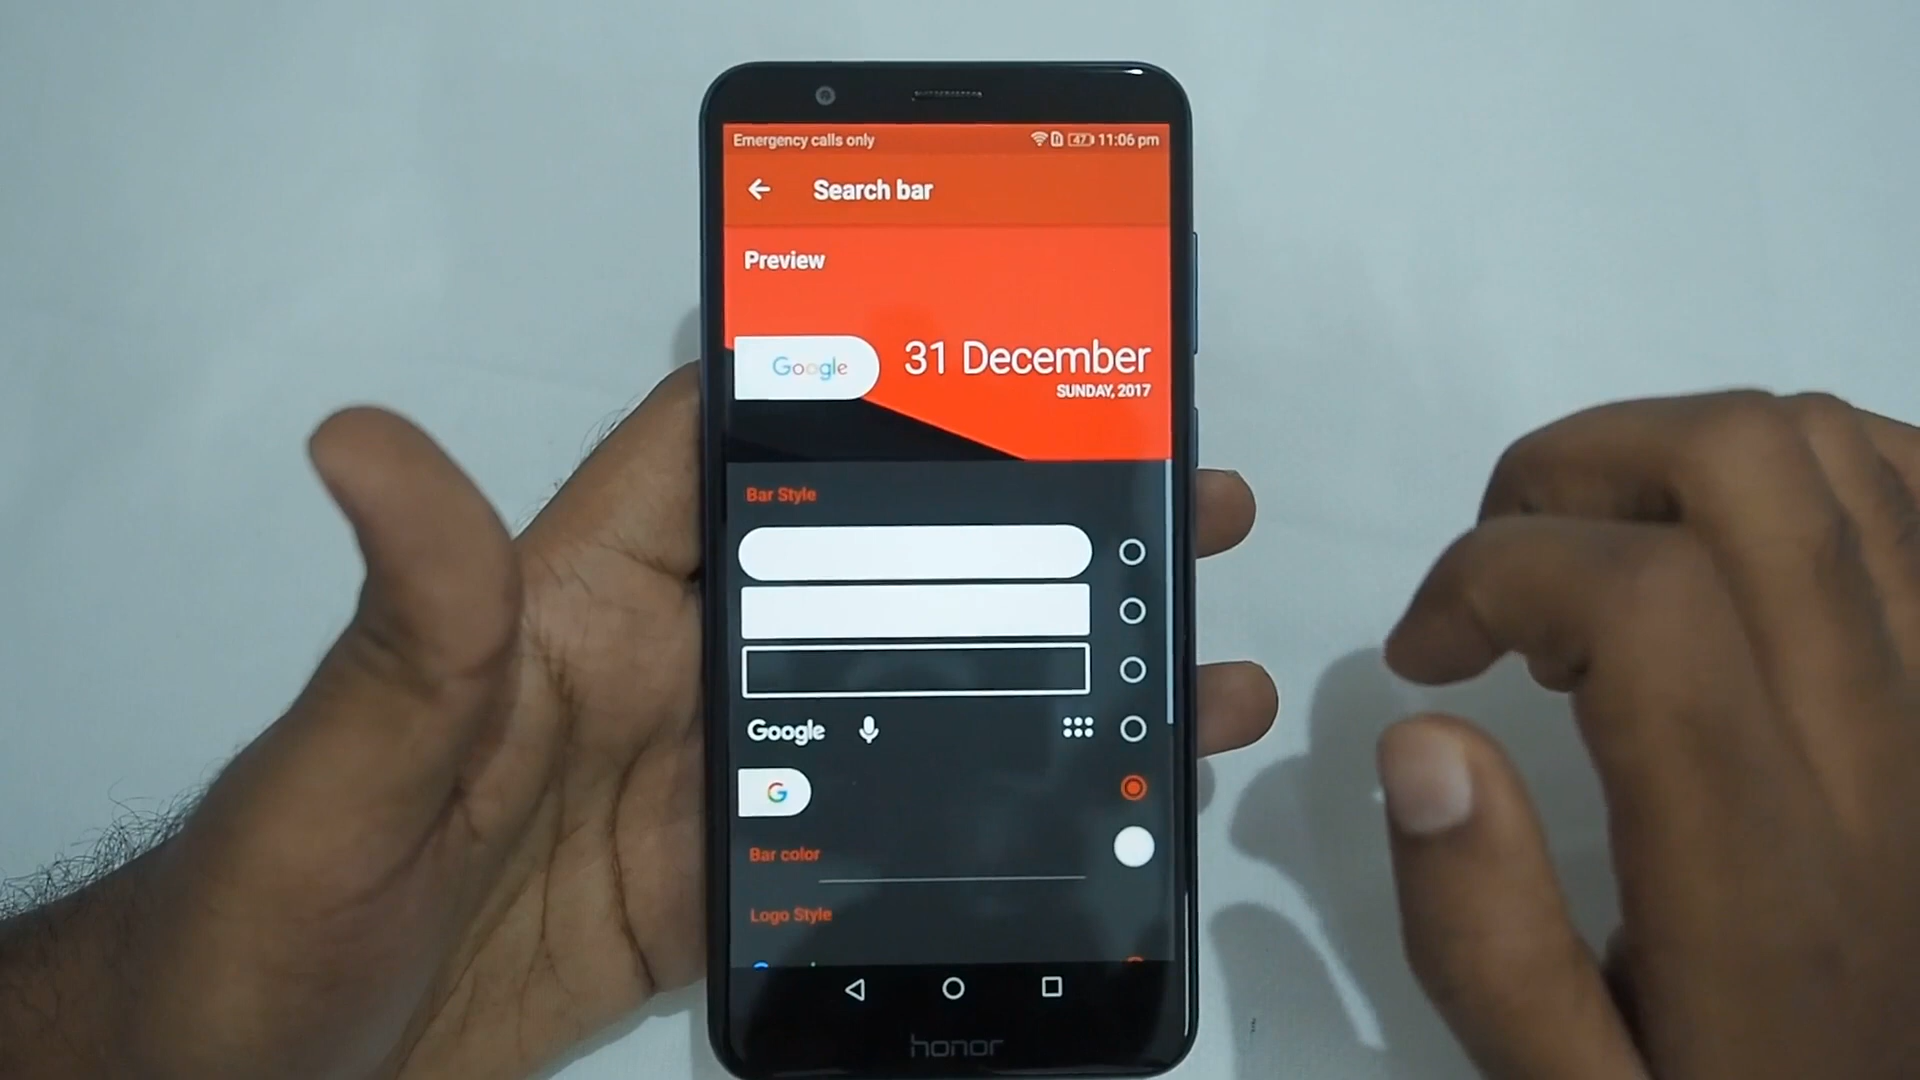 Emergency calls only 47 11:06 pm
Search bar
Preview
Google 31 December
SUNDAY, 2017
Bar Style
Google
G
Bar color
Logo Style
honor